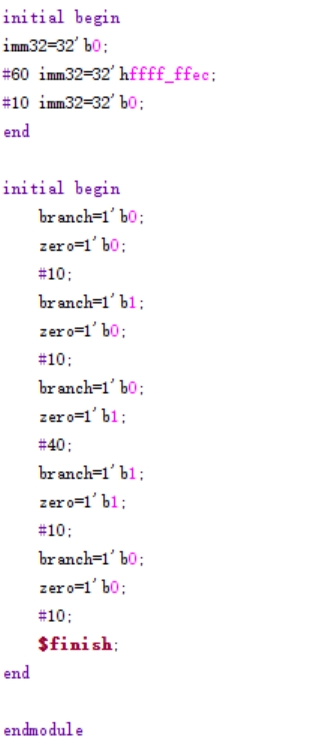 initial begin
imm32=32'b0;
#60 imm32=32'hffff_ffec;
#10 imm32=32'b0;
end
initial begin
branch=1'b0;
zero=1'b0;
#10;
branch=1'b1;
zero=1'b0;
#10;
branch=1'b0;
zero=1'b1;
#40;
branch=1'b1;
zero=1'b1;
#10;
branch=1'b0;
zero=1'b0;
#10;
$finish;
end
endmodule